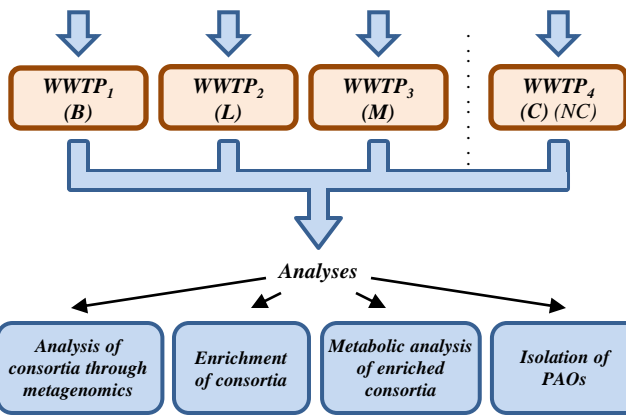 WWTP1 WWTP2 WWTP3 WWTP4
(B) (L) (M) (C) (NC)
Analyses
Analysis of consortia through metagenomics
Enrichment of consortia
Metabolic analysis of enriched consortia
Isolation of PAOs